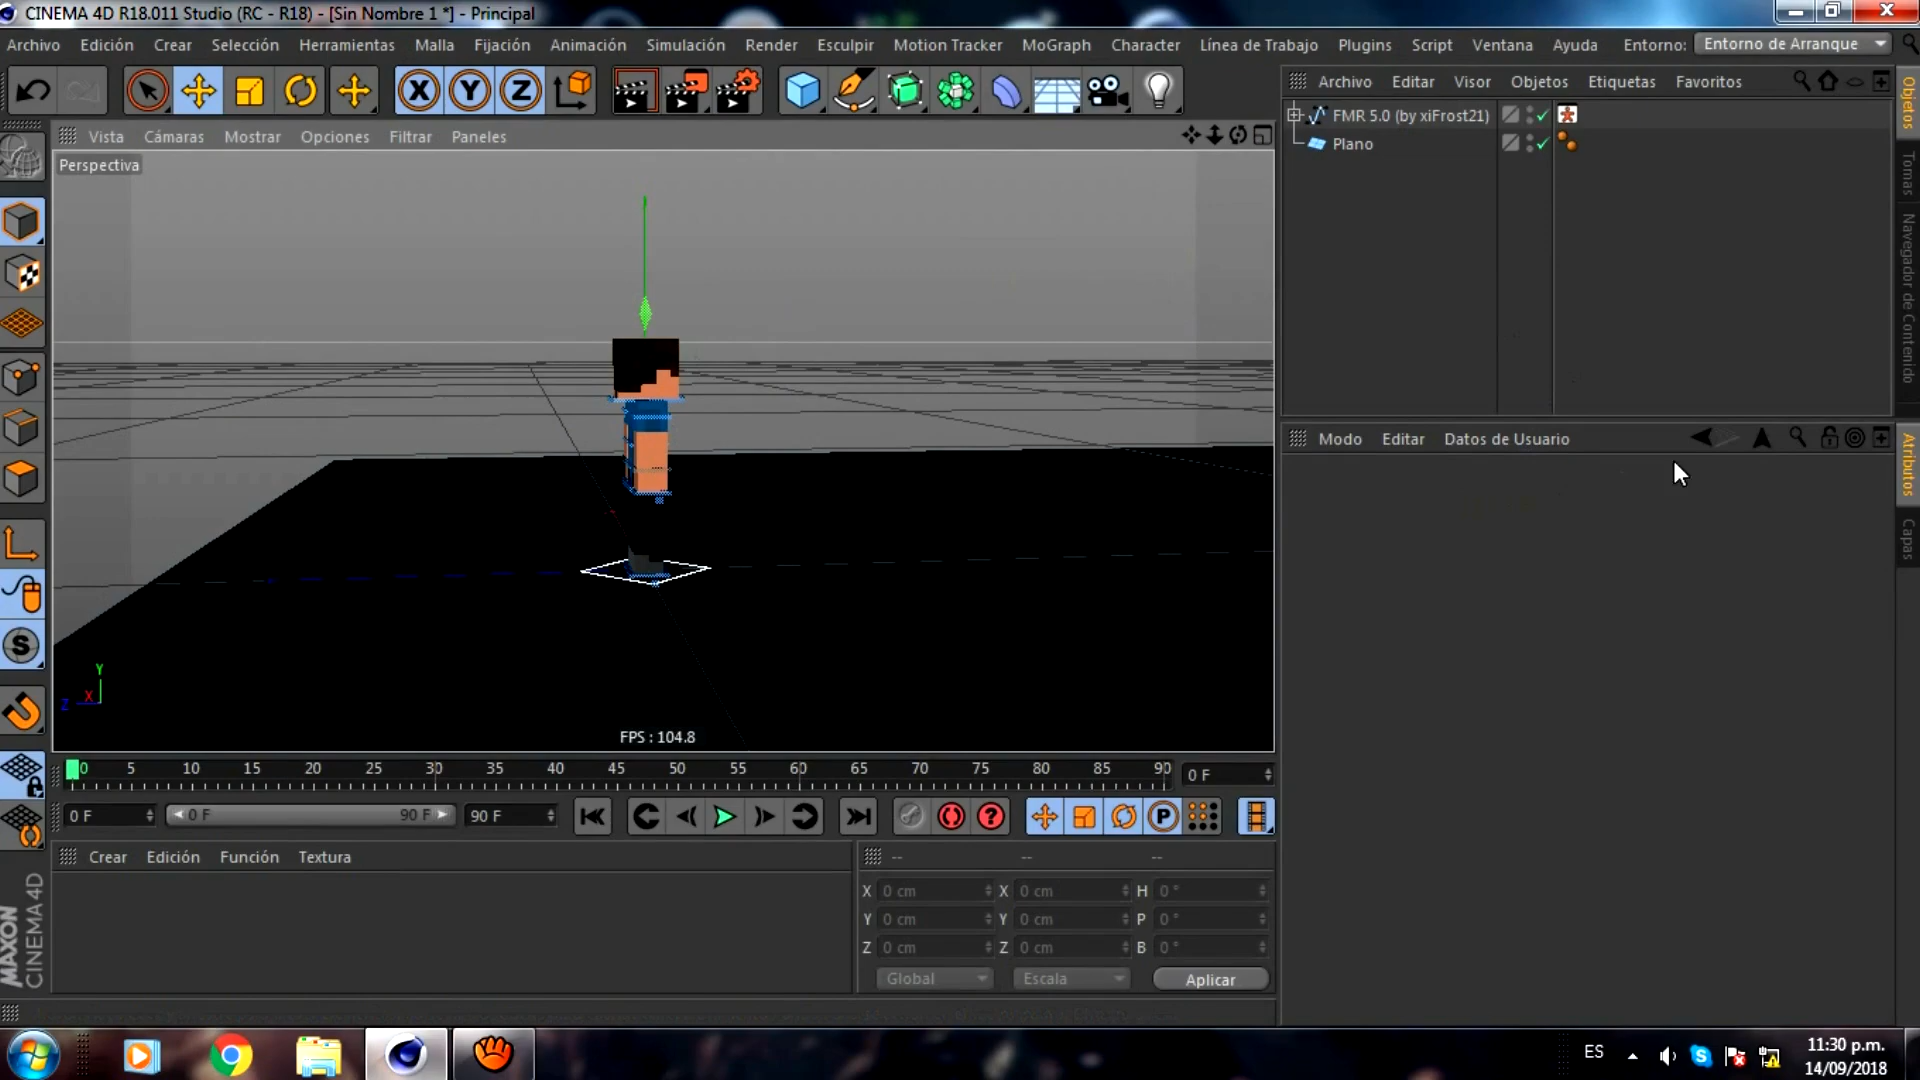 CINEMA 4D R18.011 Studio (RC - R18) - [Sin Nombre 1 *] - Principal
Archivo Edición Crear Selección Herramientas Malla Fijación Animación Simulación Render Esculpir Motion Tracker MoGraph Character Línea de Trabajo Plugins Script Ventana Ayuda Entorno: Entorno de Arranque
X Y Z
Archivo Editar Visor Objetos Etiquetas Favoritos
Objetos
Tomas
Navegador de Contenido
FMR 5.0 (by xiFrost21)
Plano
Vista Cámaras Mostrar Opciones Filtrar Paneles
Perspectiva
Modo Editar Datos de Usuario
Atributos
Capas
S
Y
X
Z
FPS : 104.8
0 5 10 15 20 25 30 35 40 45 50 55 60 65 70 75 80 85 90 0 F
0 F 0 F 90 F 90 F ? P
Crear Edición Función Textura
-- -- --
X 0 cm X 0 cm H 0 °
Y 0 cm Y 0 cm P 0 °
Z 0 cm Z 0 cm B 0 °
Global Escala Aplicar
MAXON
CINEMA 4D
ES
11:30 p.m.
14/09/2018